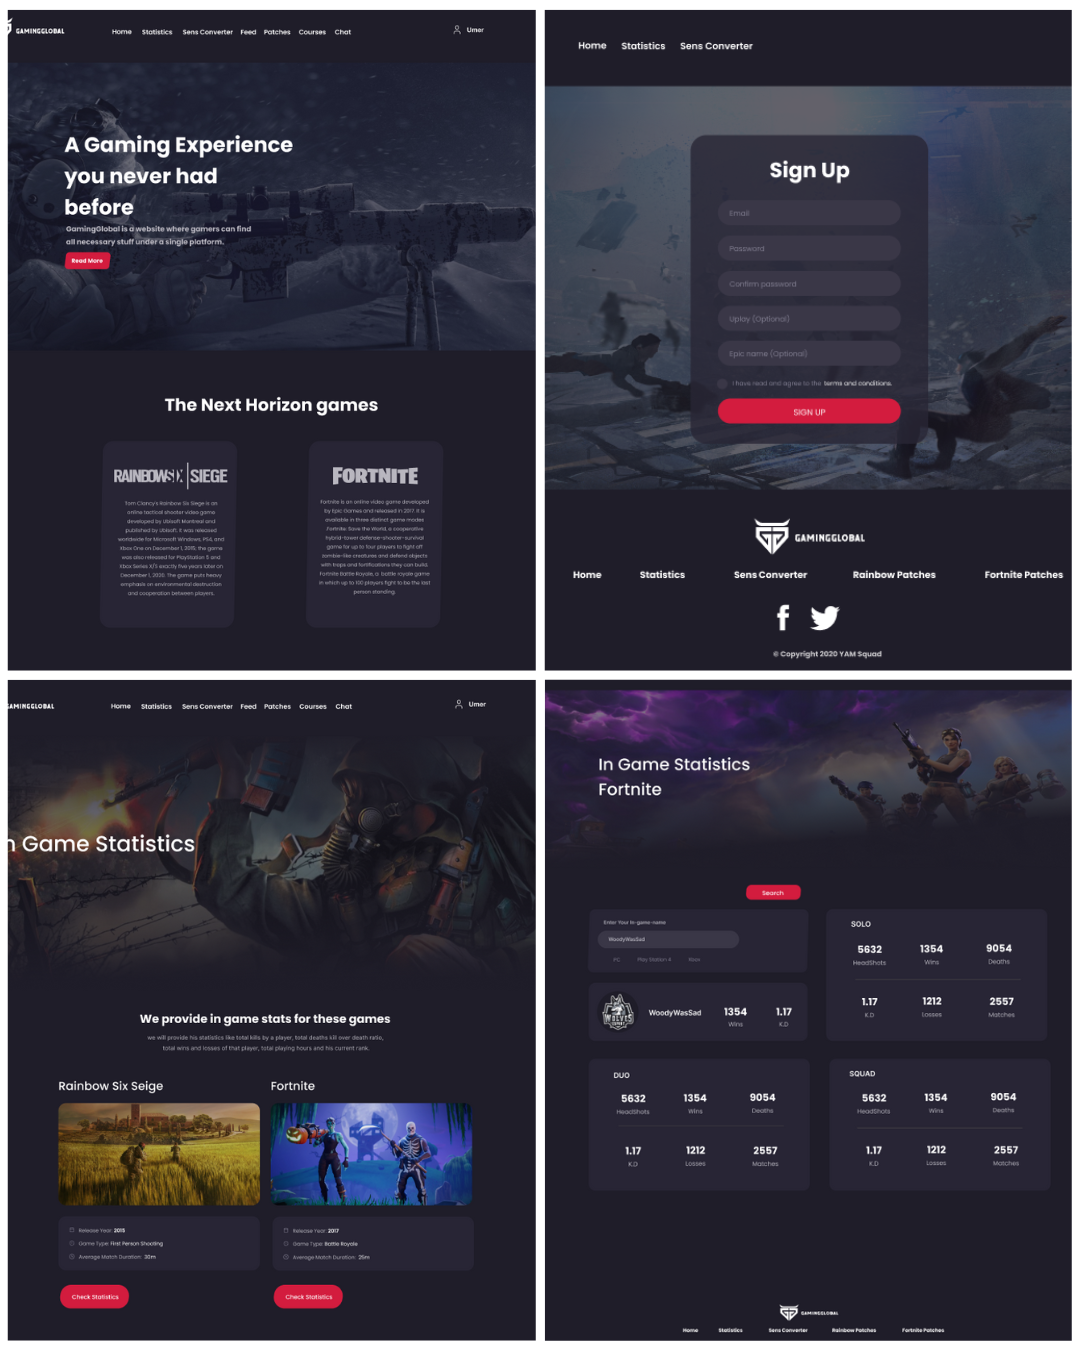 GAMINGGLOBAL
Home Statistics Sens Converter Feed Patches Courses Chat
Umer
A Gaming Experience
you never had
before
GamingGlobal is a website where gamers can find
all necessary stuff under a single platform.
Read More
The Next Horizon games
RAINBOWSIX SIEGE
Tom Clancy's Rainbow Six Siege is an
online tactical shooter video game
developed by Ubisoft Montreal and
published by Ubisoft. It was released
worldwide for Microsoft Windows, PS4, and
Xbox One on December 1, 2015; the game
was also released for PlayStation 5 and
Xbox Series X/S exactly five years later on
December 1, 2020. The game puts heavy
emphasis on environmental destruction
and cooperation between players.
FORTNITE
Fortnite is an online video game developed
by Epic Games and released in 2017. It is
available in three distinct game modes
Fortnite: Save the World, a cooperative
hybrid-tower defense-shooter-survival
game for up to four players to fight off
zombie-like creatures and defend objects
with traps and fortifications they can build.
Fortnite Battle Royale, a battle royale game
in which up to 100 players fight to be the last
person standing.
Home Statistics Sens Converter
Sign Up
Email
Password
Confirm password
Uplay (Optional)
Epic name (Optional)
I have read and agree to the terms and conditions.
SIGN UP
GAMINGGLOBAL
Home Statistics Sens Converter Rainbow Patches Fortnite Patches
© Copyright 2020 YAM Squad
GAMINGGLOBAL
Home Statistics Sens Converter Feed Patches Courses Chat
Umer
n Game Statistics
We provide in game stats for these games
we will provide his statistics like total kills by a player, total deaths kill over death ratio,
total wins and losses of that player, total playing hours and his current rank.
Rainbow Six Seige
Release Year: 2015
Game Type: First Person Shooting
Average Match Duration: 30m
Check Statistics
Fortnite
Release Year: 2017
Game Type: Battle Royale
Average Match Duration: 25m
Check Statistics
In Game Statistics
Fortnite
Search
Enter Your In-game-name
WoodyWasSad
PC Play Station 4 Xbox
WOLVES
WoodyWasSad
1354 1.17
Wins K.D
SOLO
5632 1354 9054
HeadShots Wins Deaths
1.17 1212 2557
K.D Losses Matches
DUO
5632 1354 9054
HeadShots Wins Deaths
1.17 1212 2557
K.D Losses Matches
SQUAD
5632 1354 9054
HeadShots Wins Deaths
1.17 1212 2557
K.D Losses Matches
GAMINGGLOBAL
Home Statistics Sens Converter Rainbow Patches Fortnite Patches